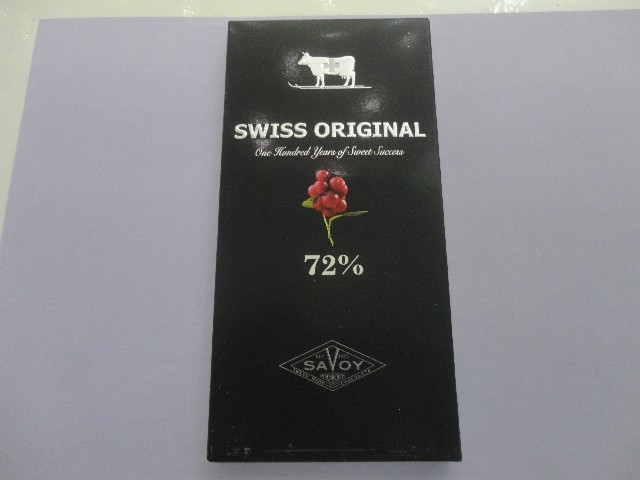 SWISS ORIGINAL
One Hundred Years of Sweet Success
72%
SAVOY